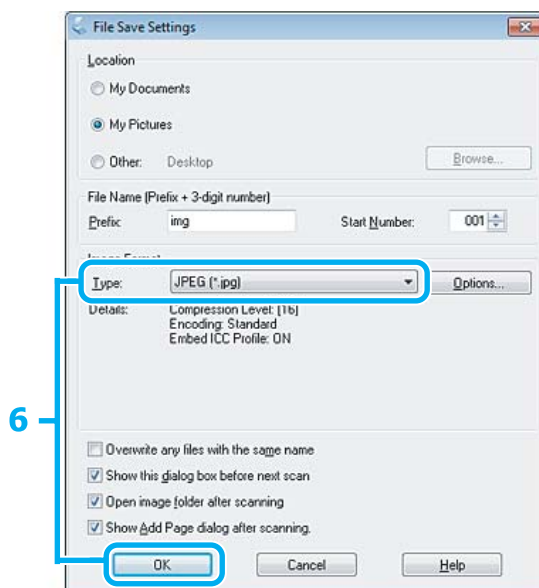 File Save Settings
Location
My Documents
My Pictures
Other: Desktop Browse...
File Name (Prefix + 3-digit number)
Prefix: img Start Number: 001
Image Format
Type: JPEG (*.jpg) Options...
Details: Compression Level: [16]
Encoding: Standard
Embed ICC Profile: ON
6
Overwrite any files with the same name
Show this dialog box before next scan
Open image folder after scanning
Show Add Page dialog after scanning.
OK Cancel Help